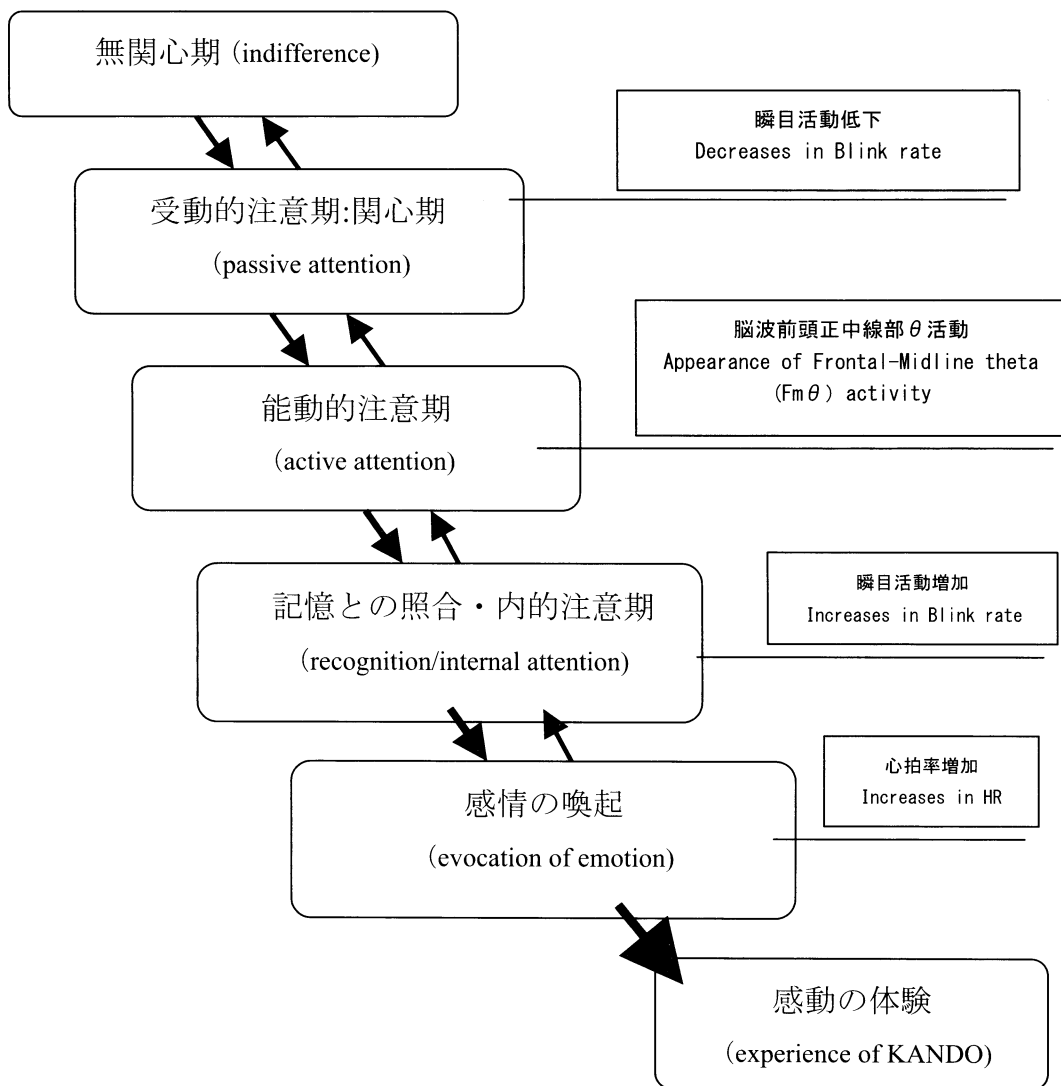 無関心期 (indifference)
瞬目活動低下
Decreases in Blink rate
受動的注意期:関心期
(passive attention)
脳波前頭正中線部θ活動
Appearance of Frontal-Midline theta
(Fmθ) activity
能動的注意期
(active attention)
瞬目活動増加
Increases in Blink rate
記憶との照合・内的注意期
(recognition/internal attention)
心拍率増加
Increases in HR
感情の喚起
(evocation of emotion)
感動の体験
(experience of KANDO)